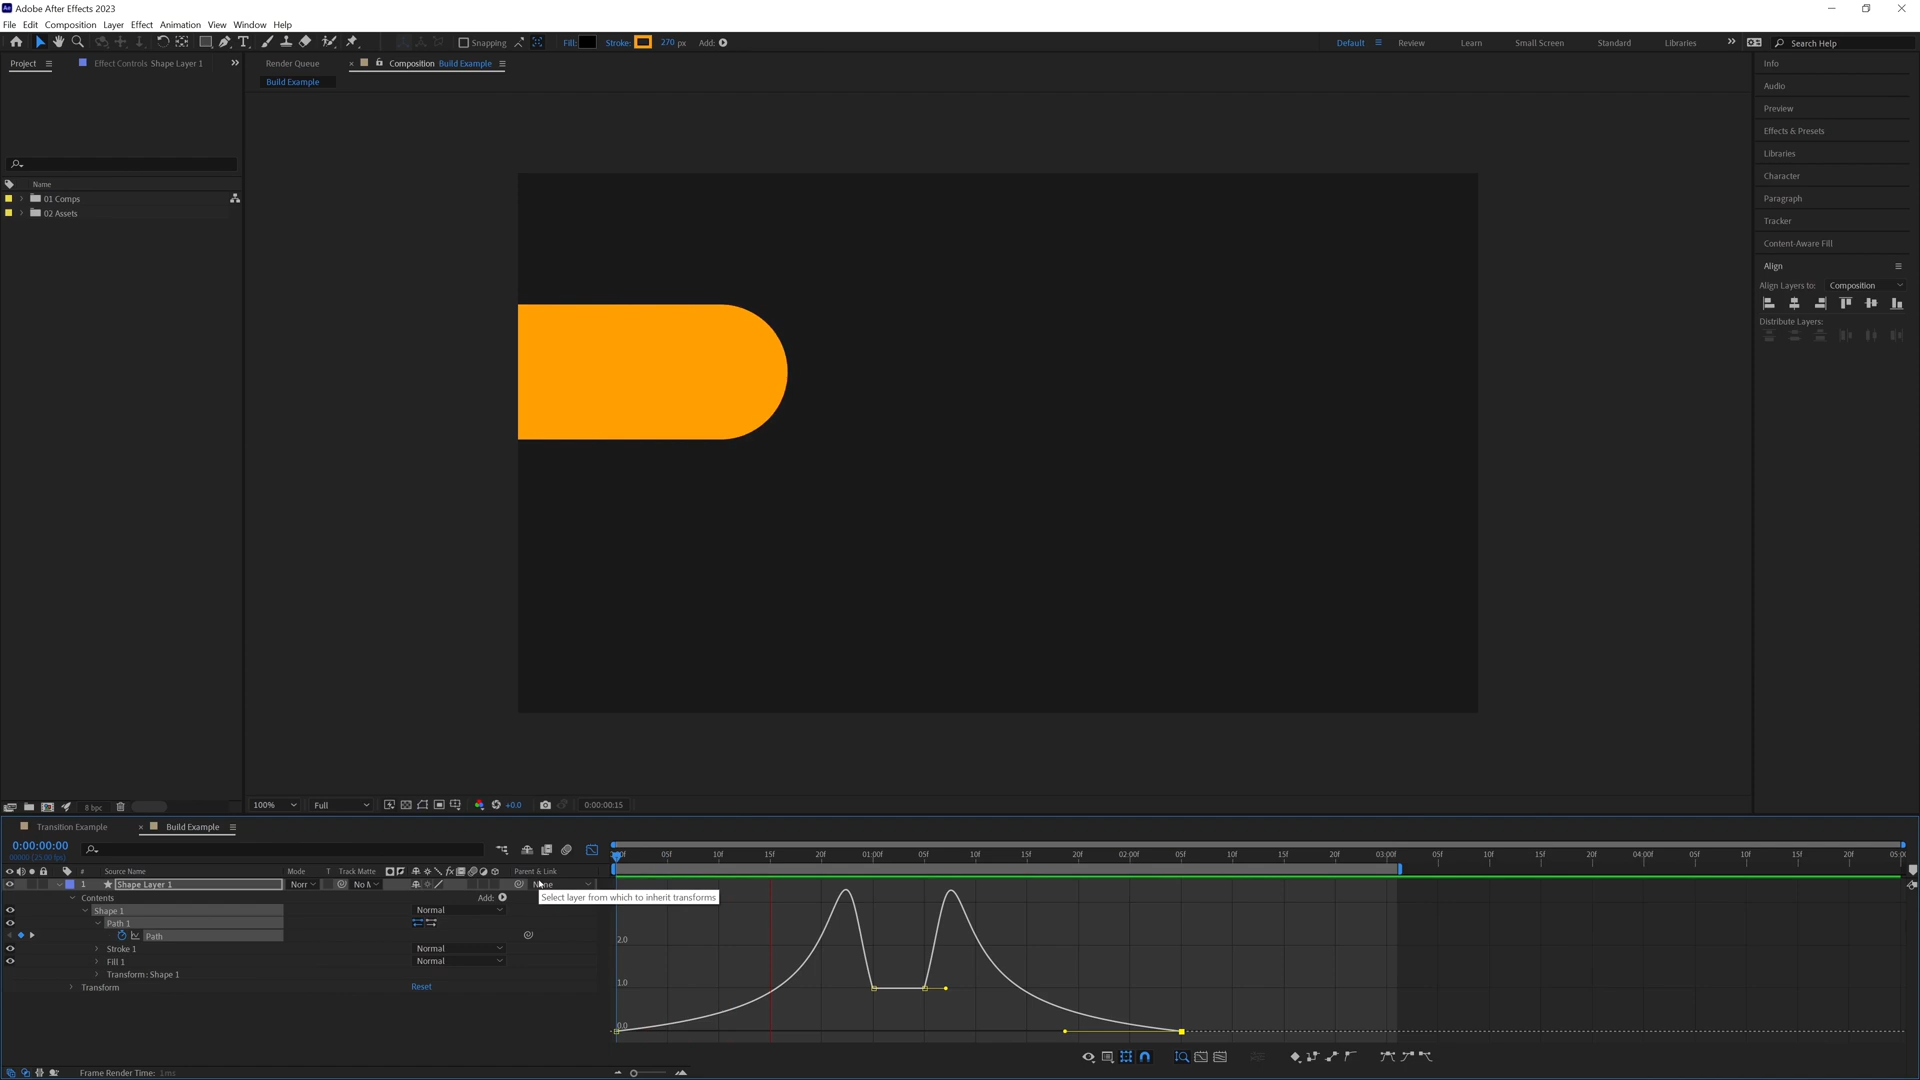 Adobe After Effects 2023
File Edit Composition Layer Effect Animation View Window Help
Snapping Fill: Stroke: 270 px Add: Default Review Learn Small Screen Standard Libraries Search Help
Project Effect Controls Shape Layer 1 Render Queue Composition Build Example Info
Build Example
Audio
Preview
Effects & Presets
Libraries
Character
Paragraph
Tracker
Content-Aware Fill
Align
Align Layers to: Composition
Distribute Layers:
Name
01 Comps
02 Assets
8 bpc
100% Full +0.0 0:00:00:15
Transition Example Build Example
0:00:00:00
00000 (25.00 fps)
05f 10f 15f 20f 01:00f 05f 10f 15f 20f 02:00f 05f 10f 15f 20f 03:00f 05f 10f 15f 20f 04:00f 05f 10f 15f 20f
# Source Name Mode T Track Matte Parent & Link
1 Shape Layer 1
Select layer from which to inherit transforms
Contents Add:
Shape 1 Normal
Path 1
Path
Stroke 1 Normal
Fill 1 Normal
Transform: Shape 1
Transform Reset
2.0
1.0
0.0
Frame Render Time: 1ms